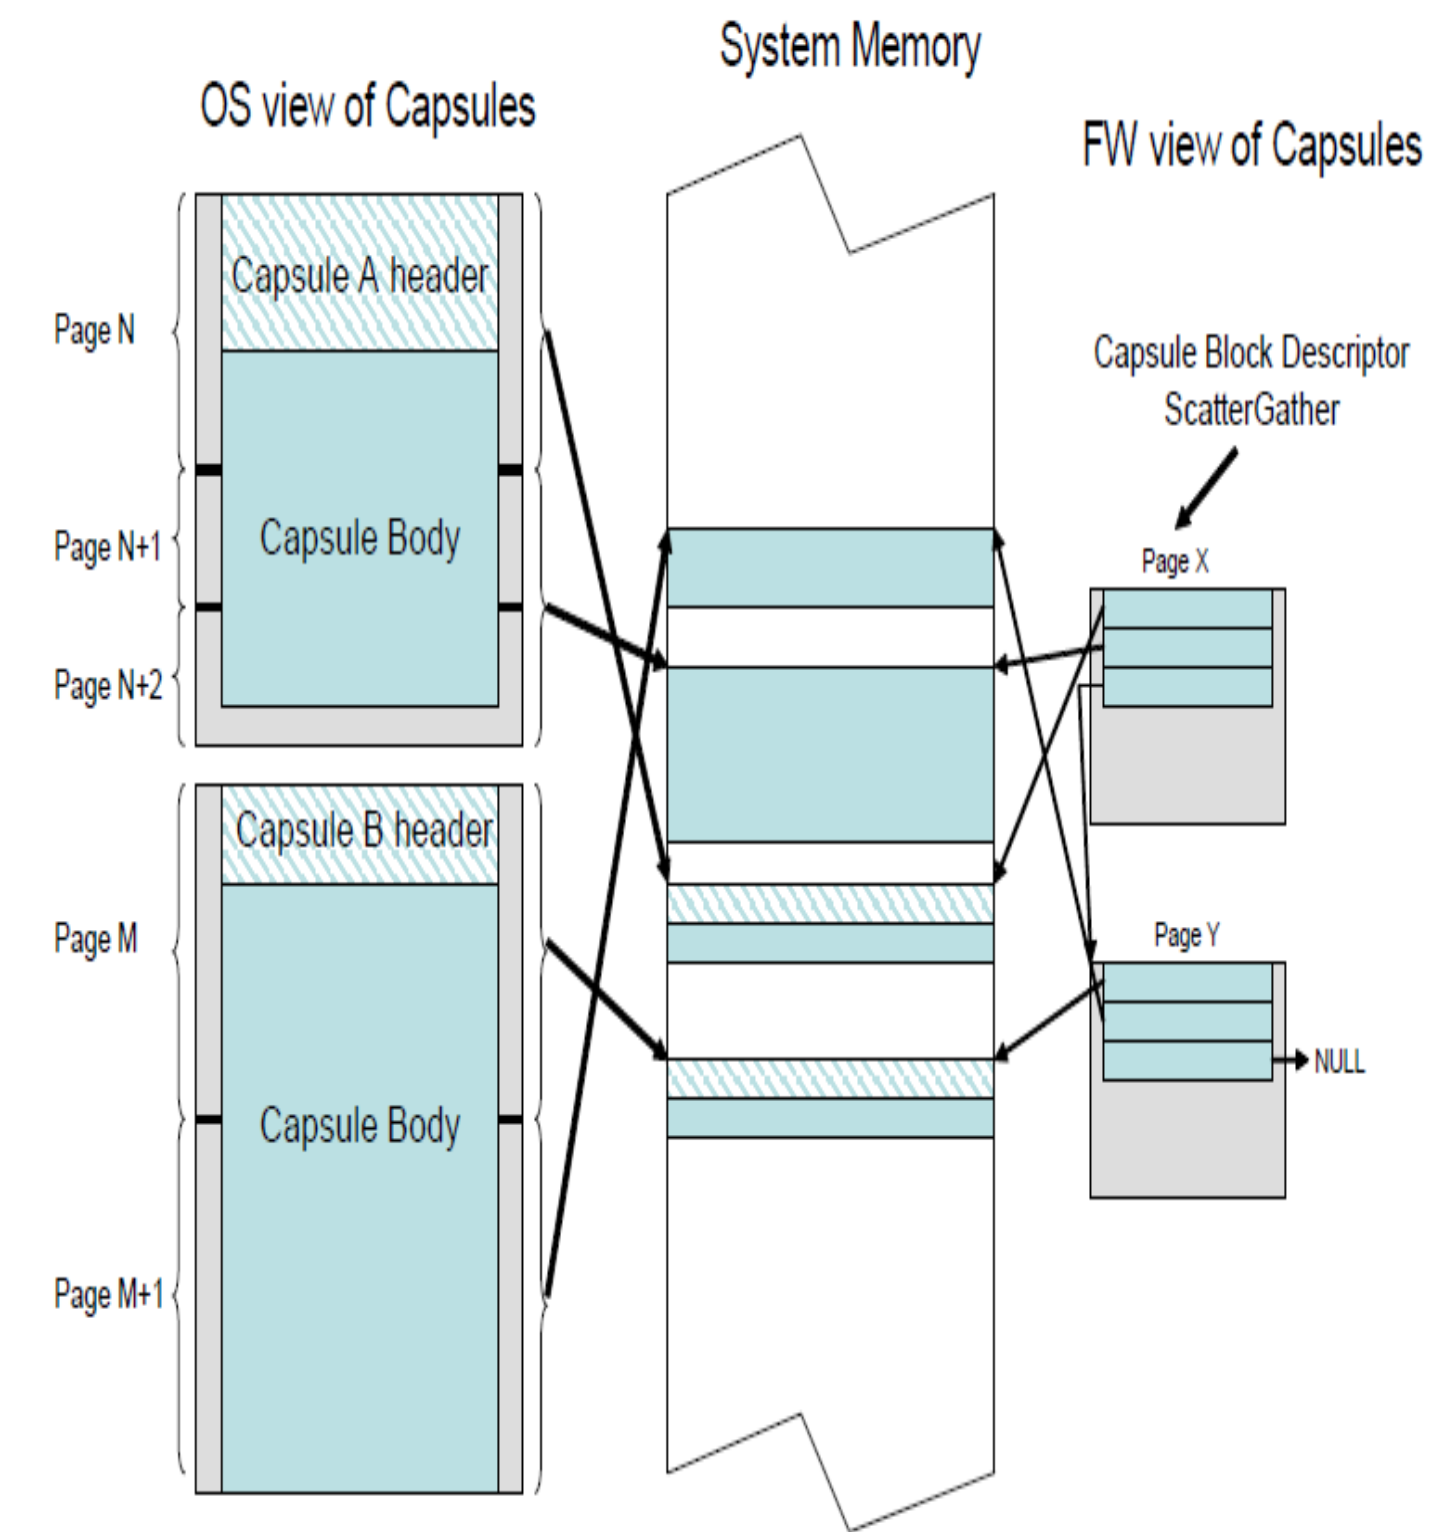 System Memory
OS view of Capsules
FW view of Capsules
Capsule A header
Page N
Capsule Block Descriptor
ScatterGather
Capsule Body
Page N+1
Page X
Page N+2
Capsule B header
Page M
Page Y
NULL
Capsule Body
Page M+1